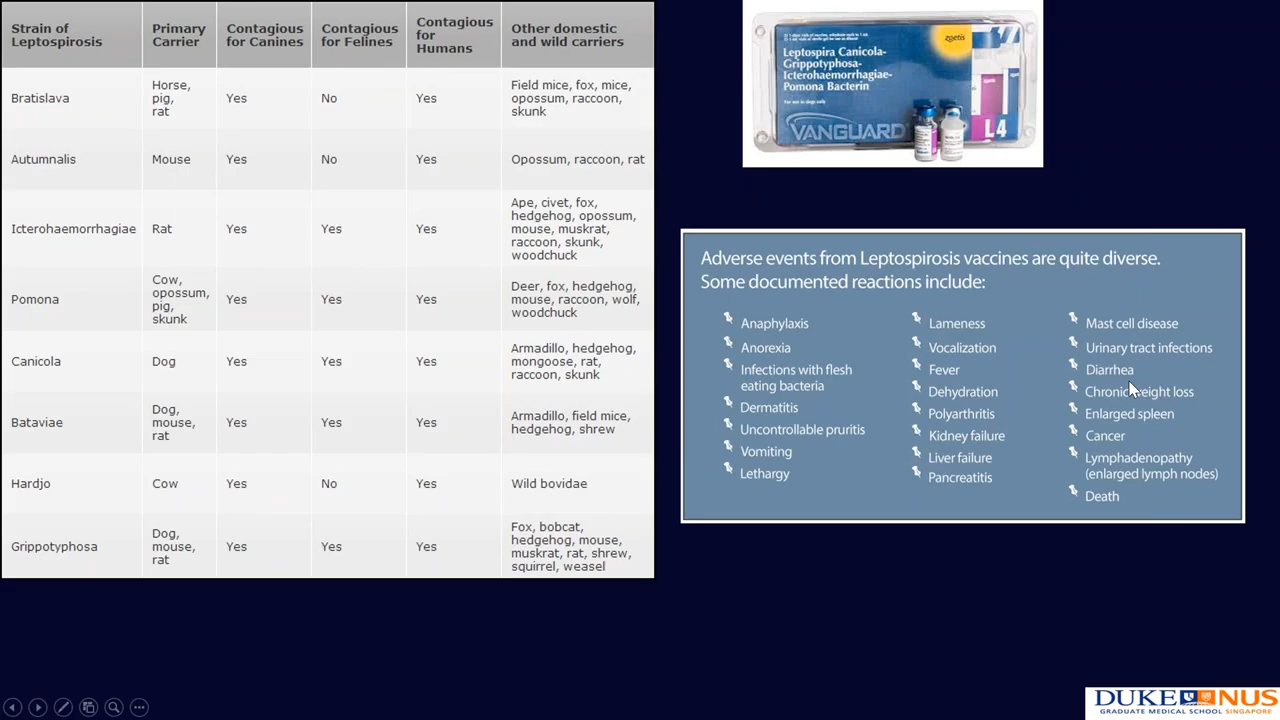 Strain of
Leptospirosis
Primary
Carrier
Contagious
for Canines
Contagious
for Felines
Contagious
for
Humans
Other domestic
and wild carriers
Bratislava
Horse,
pig,
rat
Yes
No
Yes
Field mice, fox, mice,
opossum, raccoon,
skunk
Autumnalis
Mouse
Yes
No
Yes
Opossum, raccoon, rat
Icterohaemorrhagiae
Rat
Yes
Yes
Yes
Ape, civet, fox,
hedgehog, opossum,
mouse, muskrat,
raccoon, skunk,
woodchuck
Pomona
Cow,
opossum,
pig,
skunk
Yes
Yes
Yes
Deer, fox, hedgehog,
mouse, raccoon, wolf,
woodchuck
Canicola
Dog
Yes
Yes
Yes
Armadillo, hedgehog,
mongoose, rat,
raccoon, skunk
Bataviae
Dog,
mouse,
rat
Yes
Yes
Yes
Armadillo, field mice,
hedgehog, shrew
Hardjo
Cow
Yes
No
Yes
Wild bovidae
Grippotyphosa
Dog,
mouse,
rat
Yes
Yes
Yes
Fox, bobcat,
hedgehog, mouse,
muskrat, rat, shrew,
squirrel, weasel
zoetis
Leptospira Canicola-
Grippotyphosa-
Icterohaemorrhagiae-
Pomona Bacterin
For use in dogs only
VANGUARD
L4
Adverse events from Leptospirosis vaccines are quite diverse.
Some documented reactions include:
Anaphylaxis
Anorexia
Infections with flesh
eating bacteria
Dermatitis
Uncontrollable pruritis
Vomiting
Lethargy
Lameness
Vocalization
Fever
Dehydration
Polyarthritis
Kidney failure
Liver failure
Pancreatitis
Mast cell disease
Urinary tract infections
Diarrhea
Chronic weight loss
Enlarged spleen
Cancer
Lymphadenopathy
(enlarged lymph nodes)
Death
DUKE NUS
GRADUATE MEDICAL SCHOOL SINGAPORE